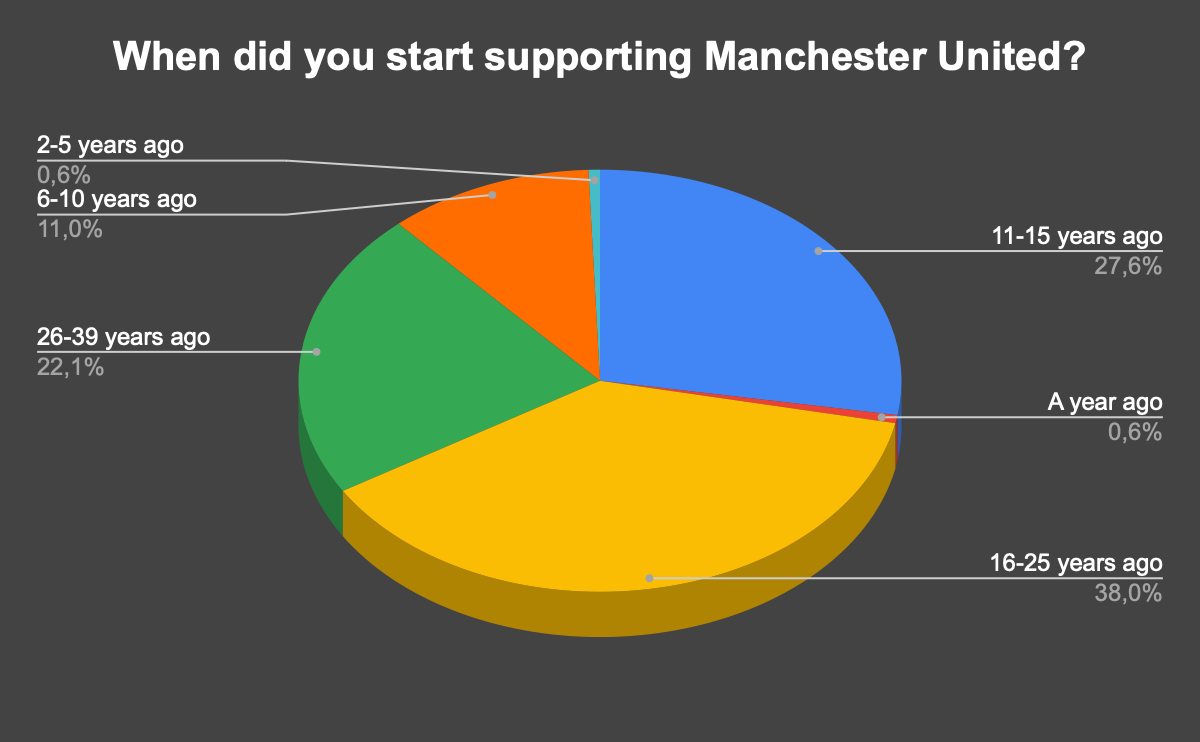 When did you start supporting Manchester United?
2-5 years ago
0,6%
6-10 years ago
11,0%
26-39 years ago
22,1%
11-15 years ago
27,6%
A year ago
0,6%
16-25 years ago
38,0%